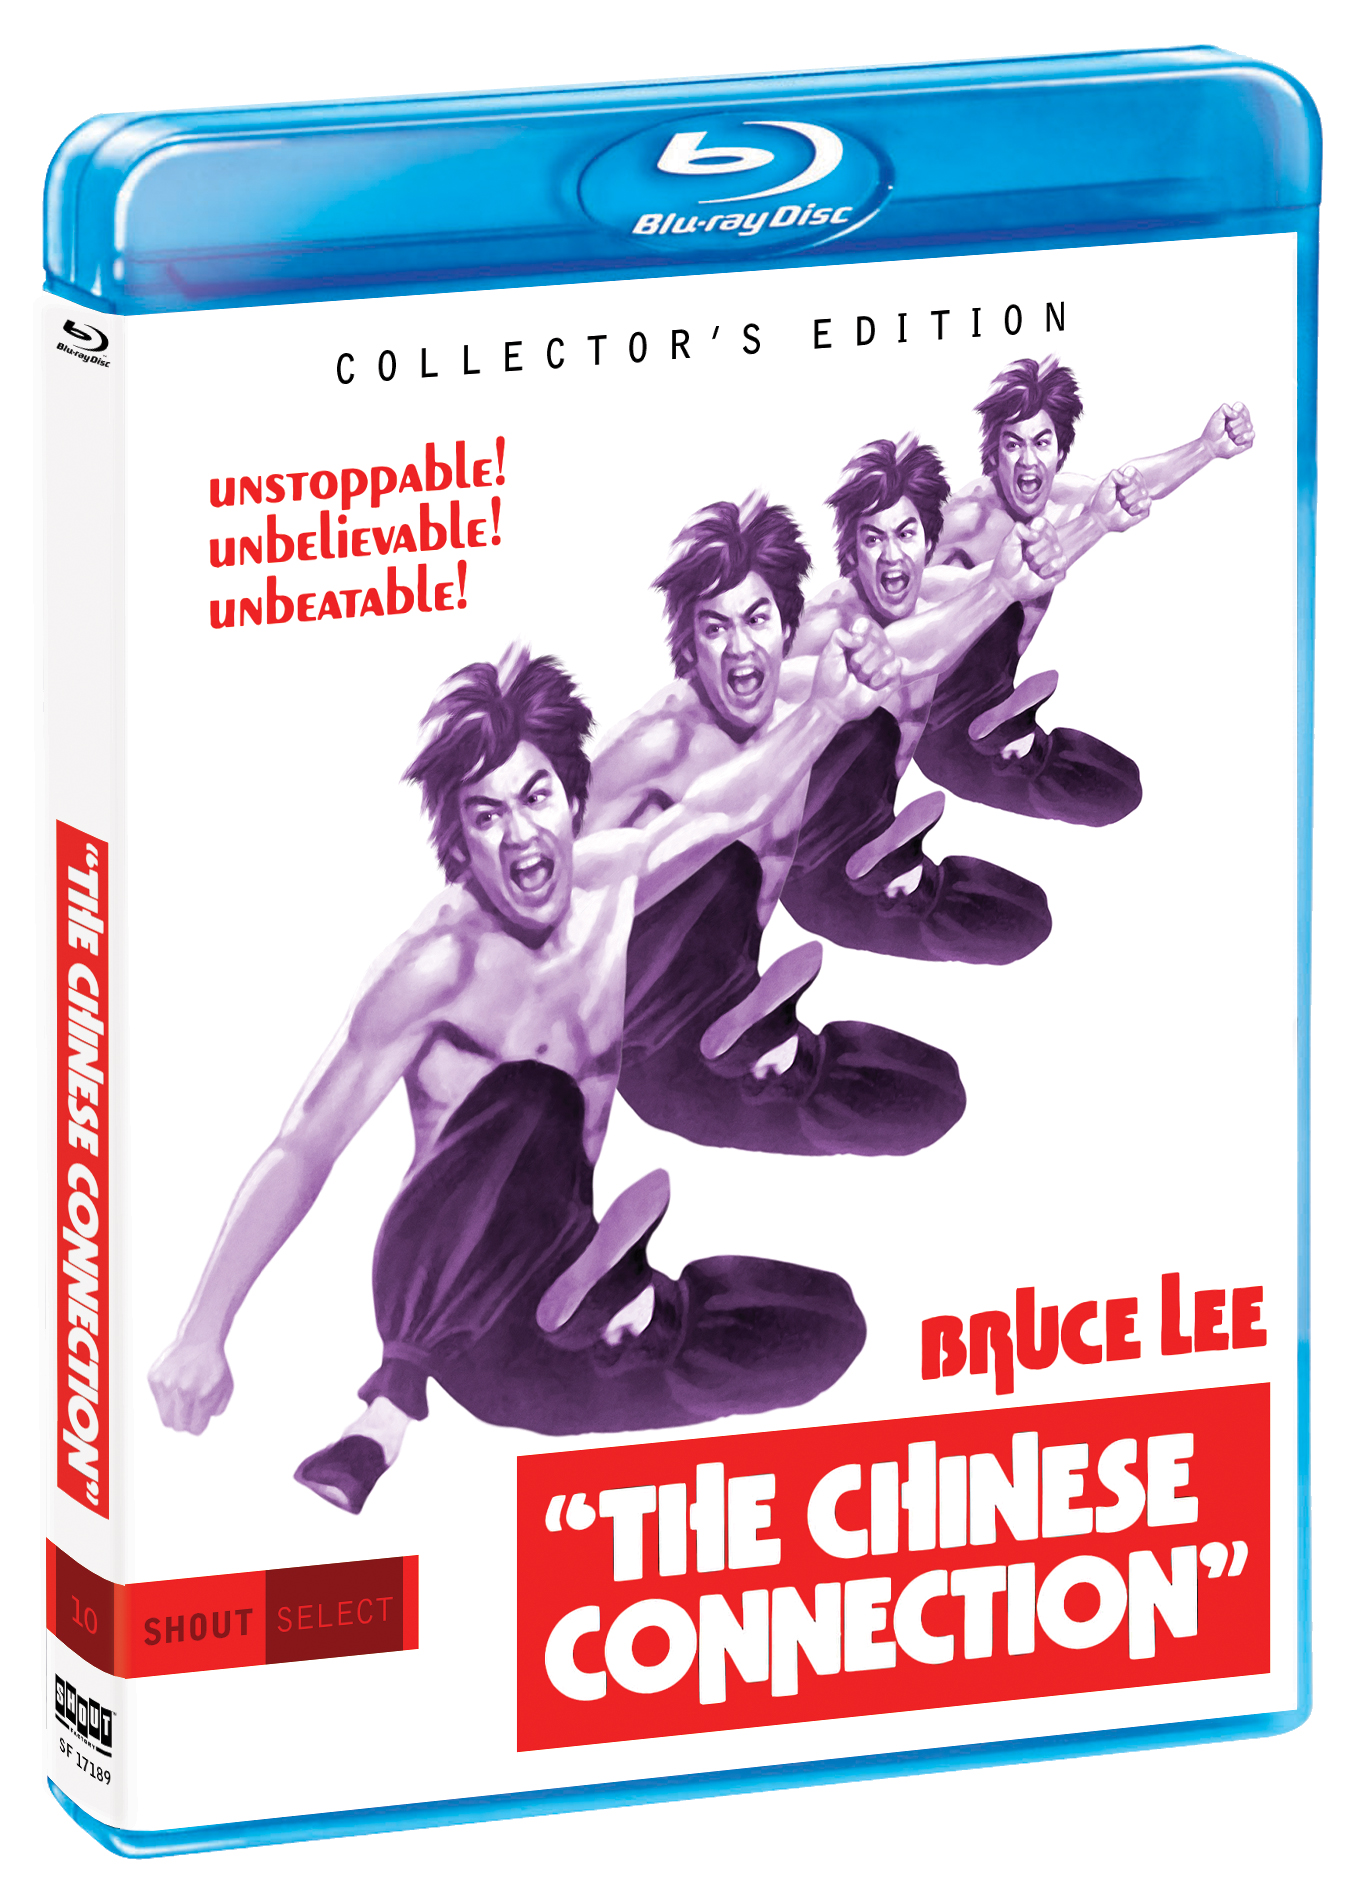 Blu-ray Disc
COLLECTOR'S EDITION
unstoppable!
unbelievable!
unbeatable!
BRUCE LEE
“THE CHINESE
CONNECTION”
SHOUT SELECT
Blu-ray Disc
“THE CHINESE CONNECTION”
10
SHOUT
FACTORY
SF 17189